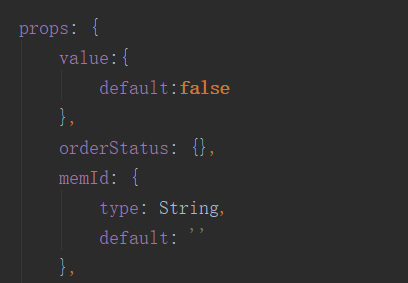 props: {
value:{
default:false
},
orderStatus: {},
memId: {
type: String,
default: ''
},